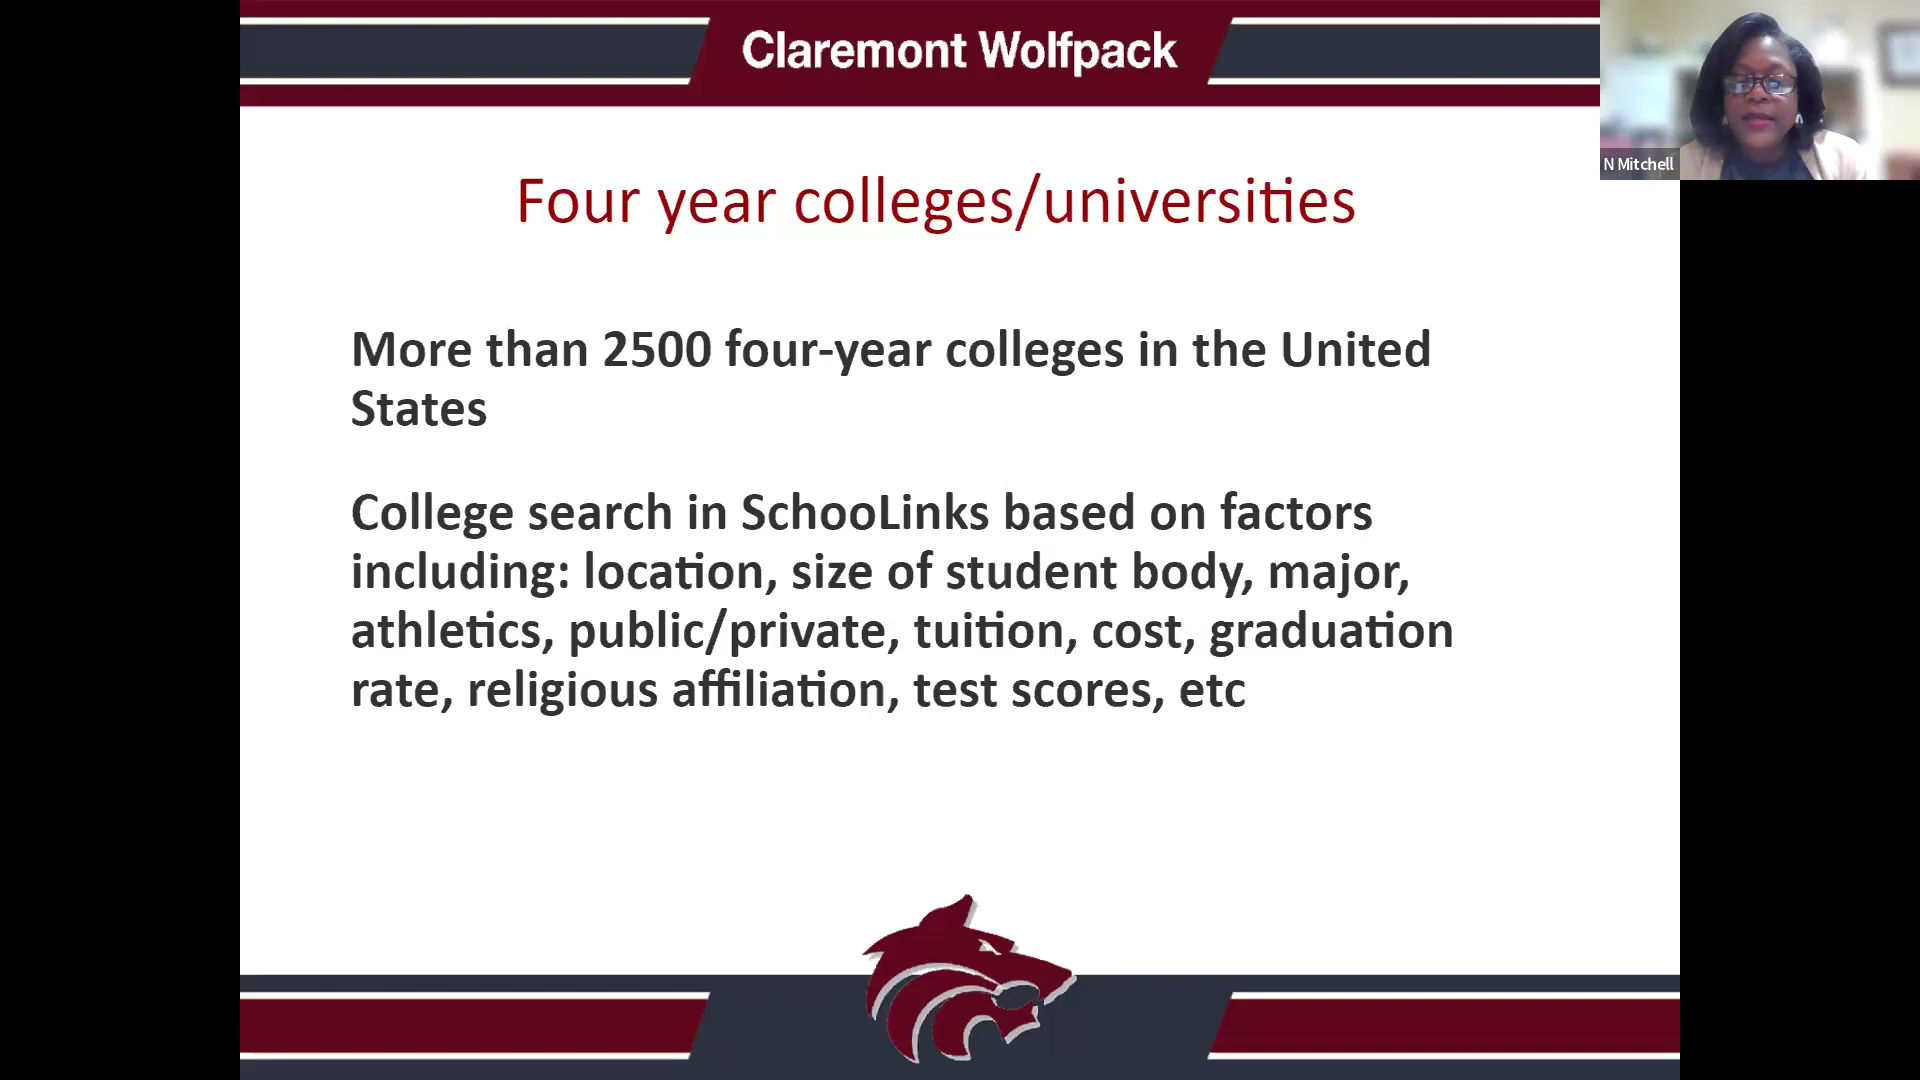 Claremont Wolfpack
N Mitchell
Four year colleges/universities
More than 2500 four-year colleges in the United
States
College search in SchooLinks based on factors
including: location, size of student body, major,
athletics, public/private, tuition, cost, graduation
rate, religious affiliation, test scores, etc